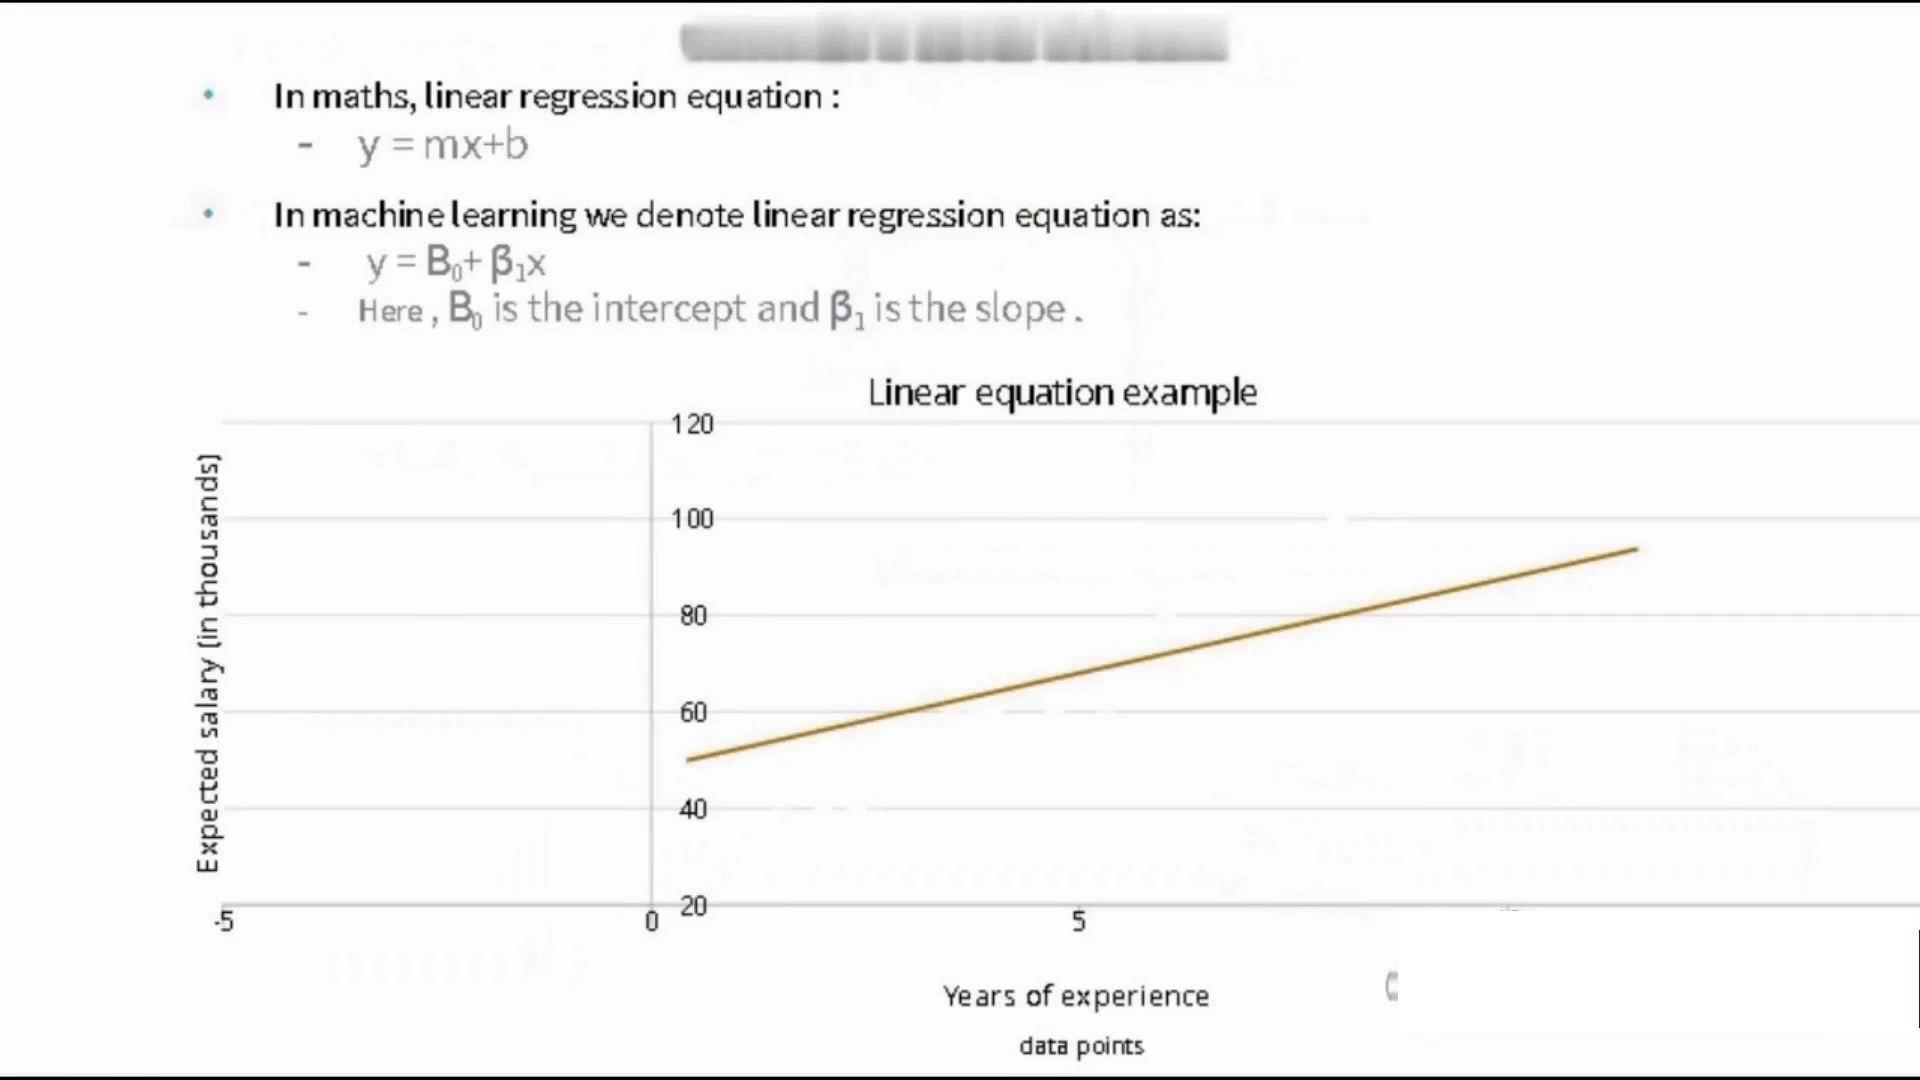 • In maths, linear regression equation :
- y = mx+b
• In machine learning we denote linear regression equation as:
- y = B₀+ β₁x
- Here , B₀ is the intercept and β₁ is the slope .
Linear equation example
120
100
80
60
40
20
Expected salary (in thousands)
-5 0 5
Years of experience
data points